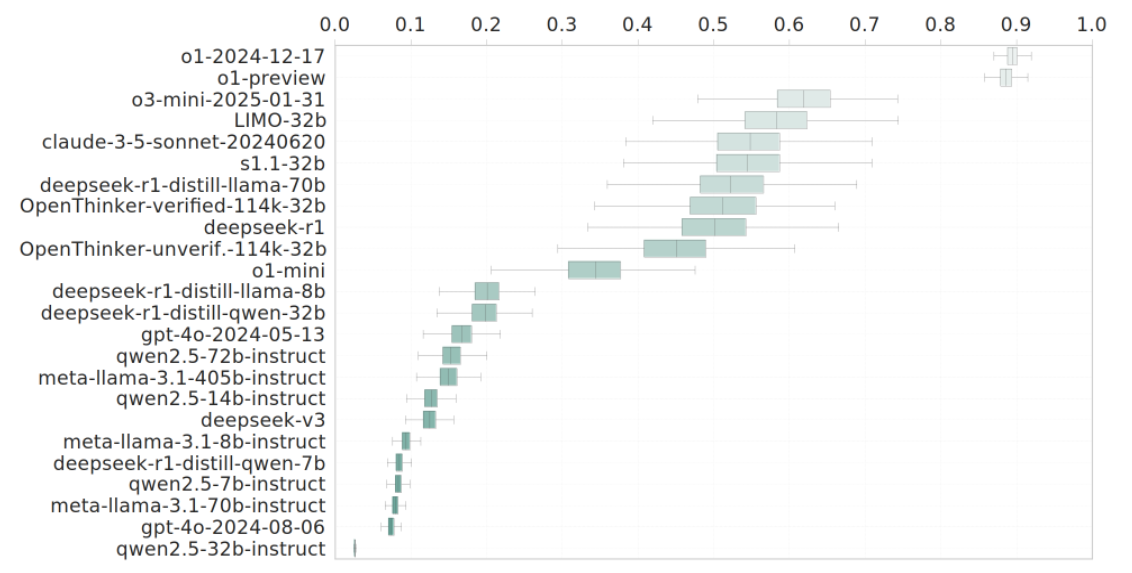 0.0 0.1 0.2 0.3 0.4 0.5 0.6 0.7 0.8 0.9 1.0
o1-2024-12-17
o1-preview
o3-mini-2025-01-31
LIMO-32b
claude-3-5-sonnet-20240620
s1.1-32b
deepseek-r1-distill-llama-70b
OpenThinker-verified-114k-32b
deepseek-r1
OpenThinker-unverif.-114k-32b
o1-mini
deepseek-r1-distill-llama-8b
deepseek-r1-distill-qwen-32b
gpt-4o-2024-05-13
qwen2.5-72b-instruct
meta-llama-3.1-405b-instruct
qwen2.5-14b-instruct
deepseek-v3
meta-llama-3.1-8b-instruct
deepseek-r1-distill-qwen-7b
qwen2.5-7b-instruct
meta-llama-3.1-70b-instruct
gpt-4o-2024-08-06
qwen2.5-32b-instruct